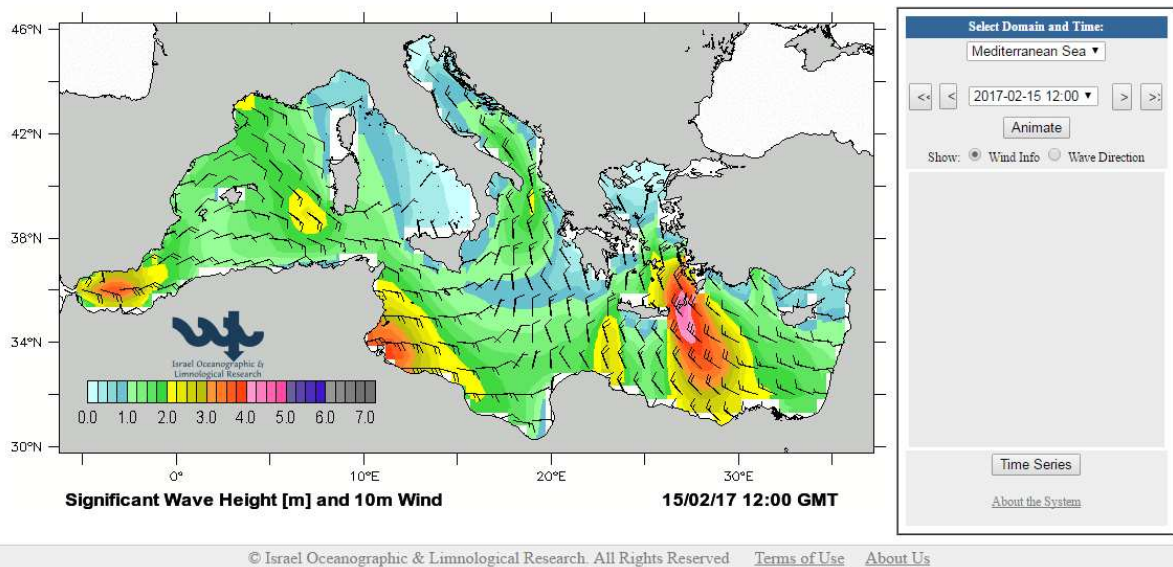 46°N
42°N
38°N
34°N
30°N
0°
10°E
20°E
30°E
Israel Oceanographic &
Limnological Research
0.0 1.0 2.0 3.0 4.0 5.0 6.0 7.0
Significant Wave Height [m] and 10m Wind
15/02/17 12:00 GMT
Select Domain and Time:
Mediterranean Sea
<< < 2017-02-15 12:00 > >:
Animate
Show: Wind Info Wave Direction
Time Series
About the System
© Israel Oceanographic & Limnological Research. All Rights Reserved Terms of Use About Us